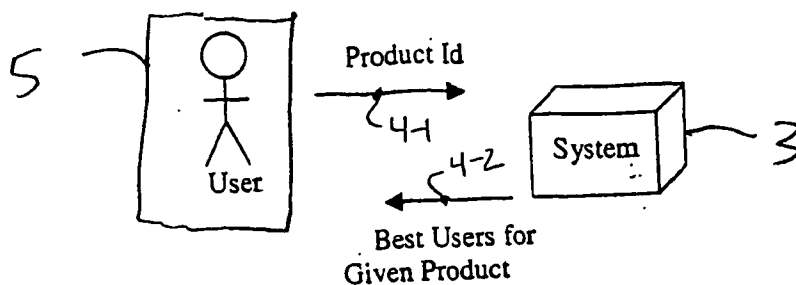 5
Product Id
4-1
User
System
3
4-2
Best Users for
Given Product